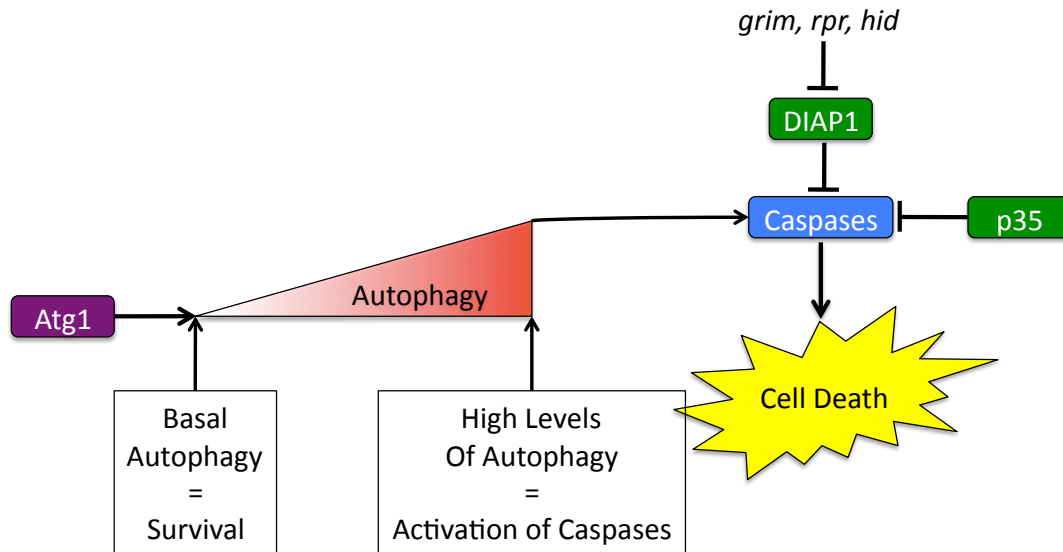 grim, rpr, hid
DIAP1
Caspases
p35
Autophagy
Atg1
Cell Death
Basal
Autophagy
=
Survival
High Levels
Of Autophagy
=
Activation of Caspases